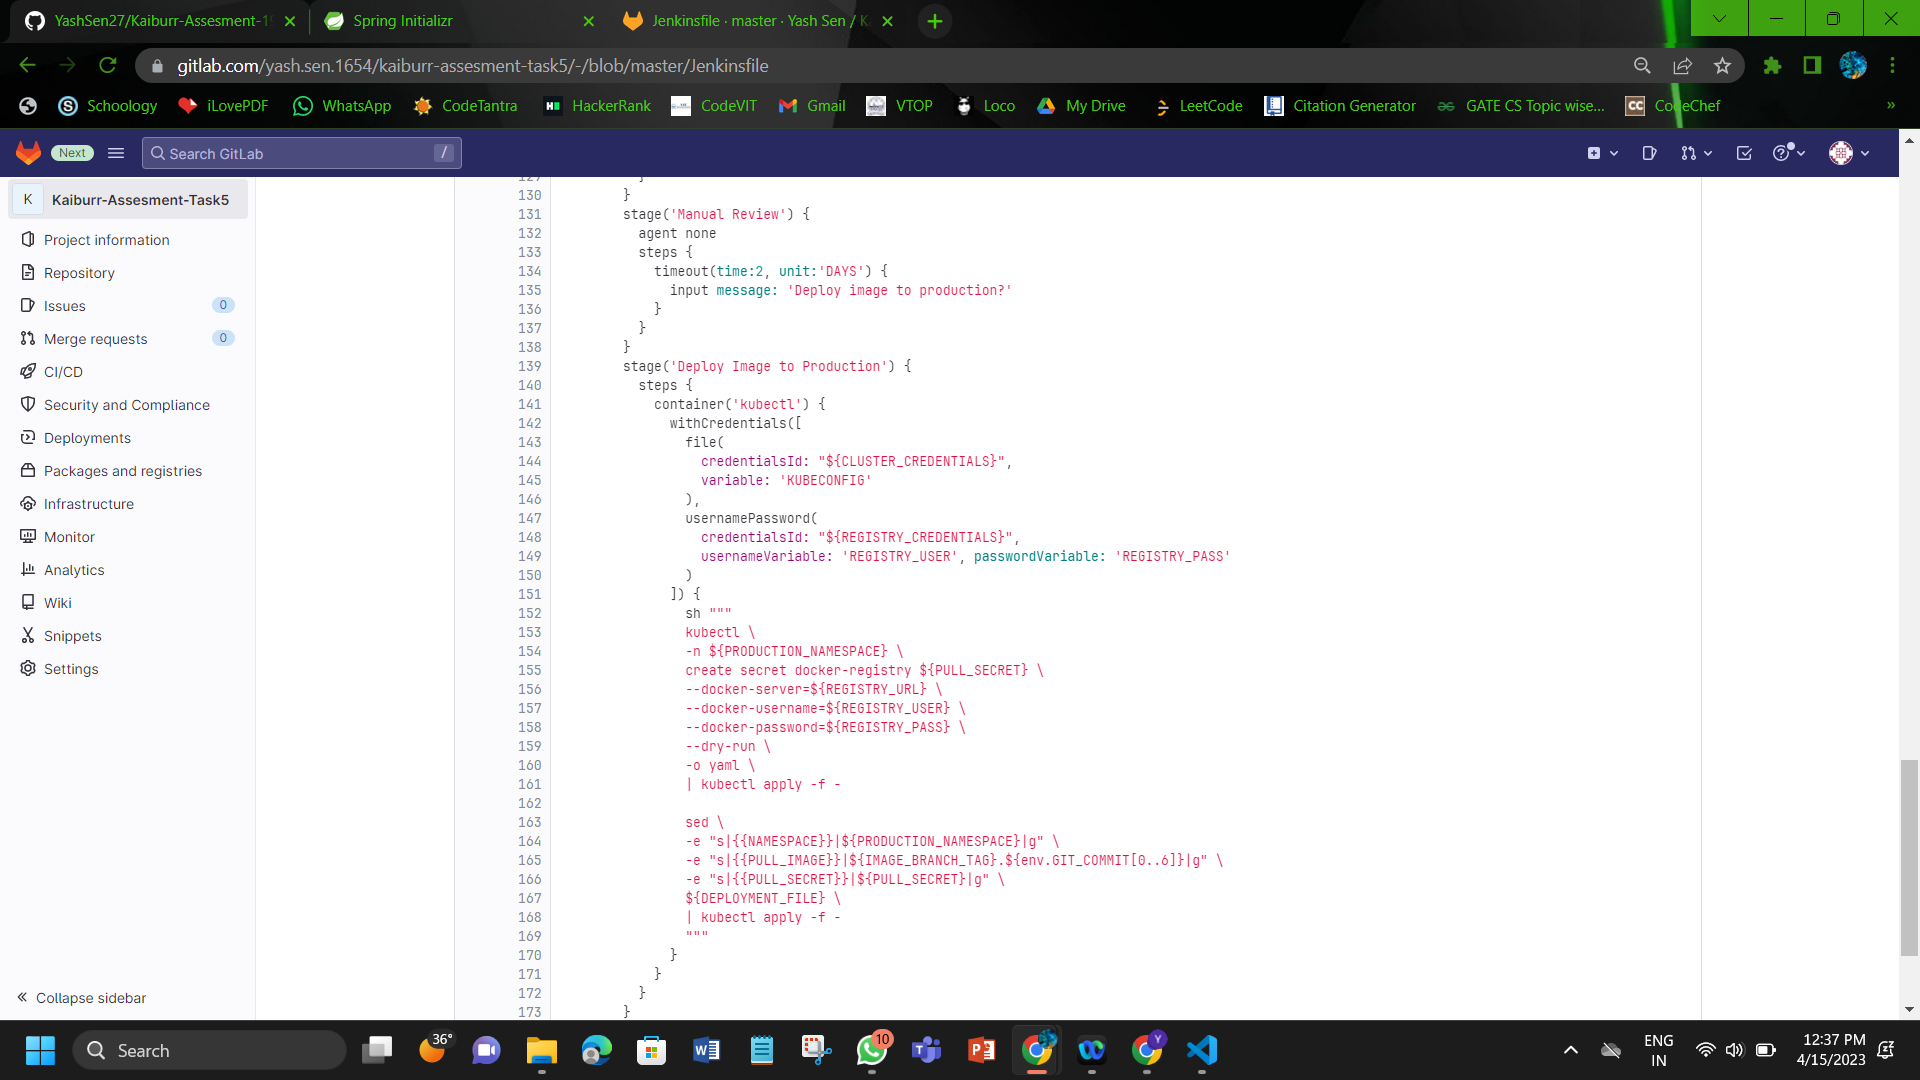 YashSen27/Kaiburr-Assesment-19
Spring Initializr
Jenkinsfile · master · Yash Sen / Ka
gitlab.com/yash.sen.1654/kaiburr-assesment-task5/-/blob/master/Jenkinsfile
Schoology iLovePDF WhatsApp CodeTantra HackerRank CodeVIT Gmail VTOP Loco My Drive LeetCode Citation Generator GATE CS Topic wise... CodeChef »
Next Search GitLab /
K Kaiburr-Assesment-Task5
Project information
Repository
Issues 0
Merge requests 0
CI/CD
Security and Compliance
Deployments
Packages and registries
Infrastructure
Monitor
Analytics
Wiki
Snippets
Settings
Collapse sidebar
129 }
130 }
131 stage('Manual Review') {
132 agent none
133 steps {
134 timeout(time:2, unit:'DAYS') {
135 input message: 'Deploy image to production?'
136 }
137 }
138 }
139 stage('Deploy Image to Production') {
140 steps {
141 container('kubectl') {
142 withCredentials([
143 file(
144 credentialsId: "${CLUSTER_CREDENTIALS}",
145 variable: 'KUBECONFIG'
146 ),
147 usernamePassword(
148 credentialsId: "${REGISTRY_CREDENTIALS}",
149 usernameVariable: 'REGISTRY_USER', passwordVariable: 'REGISTRY_PASS'
150 )
151 ]) {
152 sh """
153 kubectl \
154 -n ${PRODUCTION_NAMESPACE} \
155 create secret docker-registry ${PULL_SECRET} \
156 --docker-server=${REGISTRY_URL} \
157 --docker-username=${REGISTRY_USER} \
158 --docker-password=${REGISTRY_PASS} \
159 --dry-run \
160 -o yaml \
161 | kubectl apply -f -
162
163 sed \
164 -e "s|{{NAMESPACE}}|${PRODUCTION_NAMESPACE}|g" \
165 -e "s|{{PULL_IMAGE}}|${IMAGE_BRANCH_TAG}.${env.GIT_COMMIT[0..6]}|g" \
166 -e "s|{{PULL_SECRET}}|${PULL_SECRET}|g" \
167 ${DEPLOYMENT_FILE} \
168 | kubectl apply -f -
169 """
170 }
171 }
172 }
173 }
Search
36°
10
Y
ENG
IN
12:37 PM
4/15/2023